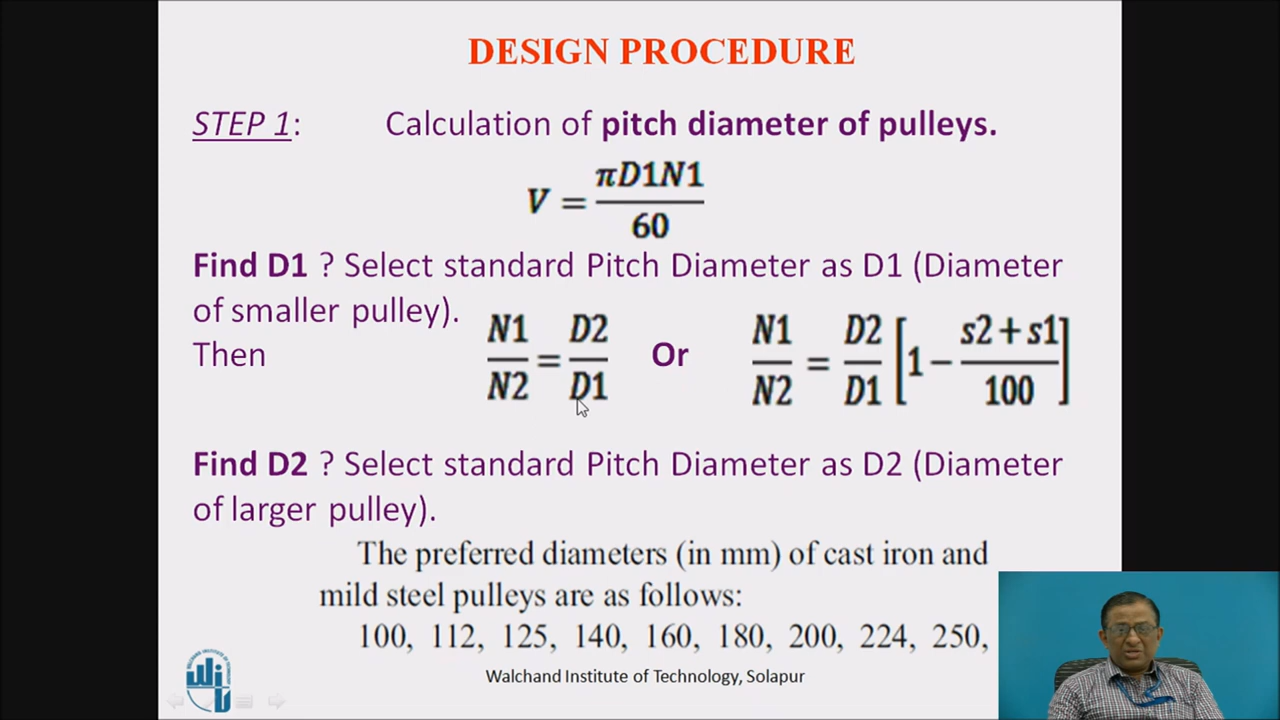 DESIGN PROCEDURE
STEP 1: Calculation of pitch diameter of pulleys.
V = πD1N1 / 60
Find D1 ? Select standard Pitch Diameter as D1 (Diameter
of smaller pulley).
Then N1/N2 = D2/D1 Or N1/N2 = D2/D1 [1 − (s2 + s1)/100]
Find D2 ? Select standard Pitch Diameter as D2 (Diameter
of larger pulley).
The preferred diameters (in mm) of cast iron and
mild steel pulleys are as follows:
100, 112, 125, 140, 160, 180, 200, 224, 250,
Walchand Institute of Technology, Solapur